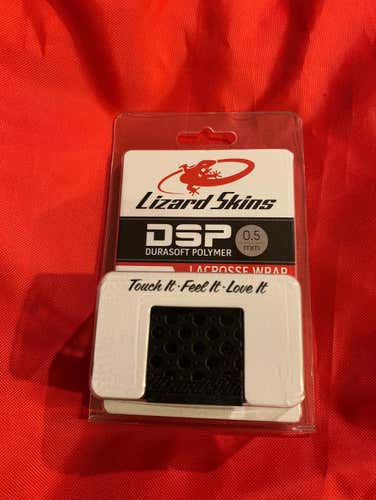 Lizard Skins
DSP 0.5
DURASOFT POLYMER mm
LACROSSE WRAP
Touch It · Feel It · Love It